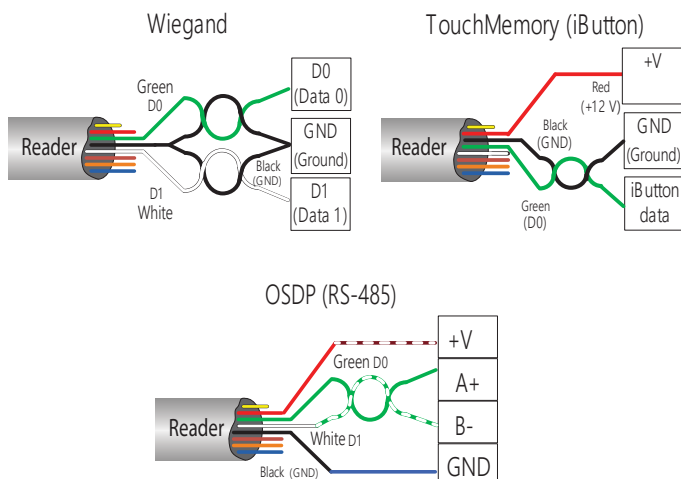 Wiegand
Green
D0
D0
(Data 0)
GND
(Ground)
Reader
Black
(GND)
D1
White
D1
(Data 1)
TouchMemory (iButton)
+V
Red
(+12 V)
Black
(GND)
GND
(Ground)
Reader
iButton
data
Green
(D0)
OSDP (RS-485)
+V
Green D0
A+
Reader
White D1
B-
Black (GND)
GND